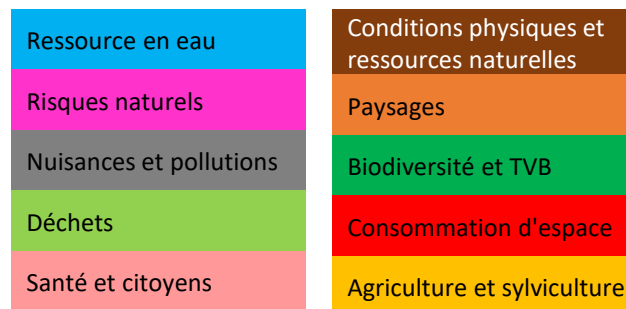 Ressource en eau
Risques naturels
Nuisances et pollutions
Déchets
Santé et citoyens
Conditions physiques et
ressources naturelles
Paysages
Biodiversité et TVB
Consommation d'espace
Agriculture et sylviculture